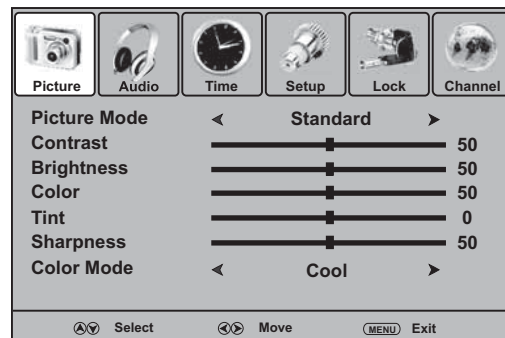 Picture Audio Time Setup Lock Channel
Picture Mode Standard
Contrast 50
Brightness 50
Color 50
Tint 0
Sharpness 50
Color Mode Cool
Select Move MENU Exit